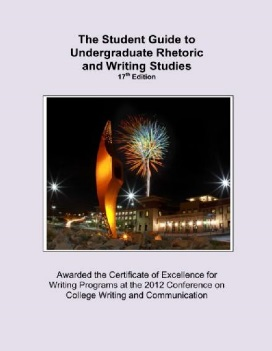 The Student Guide to
Undergraduate Rhetoric
and Writing Studies
17th Edition
Awarded the Certificate of Excellence for
Writing Programs at the 2012 Conference on
College Writing and Communication